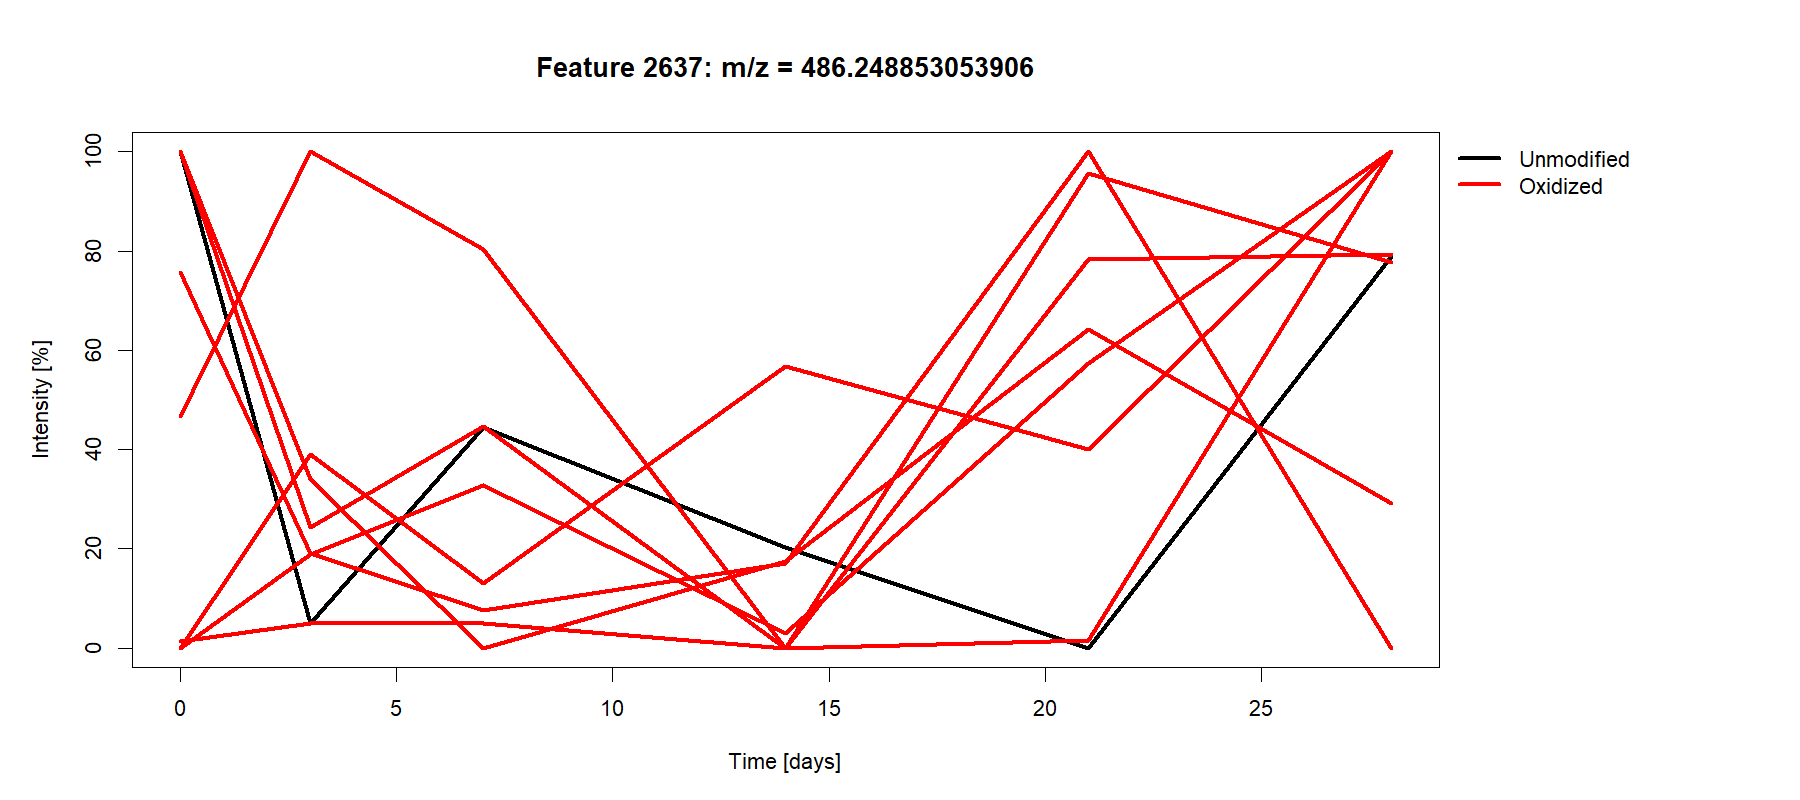 Feature 2637: m/z = 486.248853053906
100
80
60
40
20
0
Intensity [%]
0 5 10 15 20 25
Time [days]
Unmodified
Oxidized